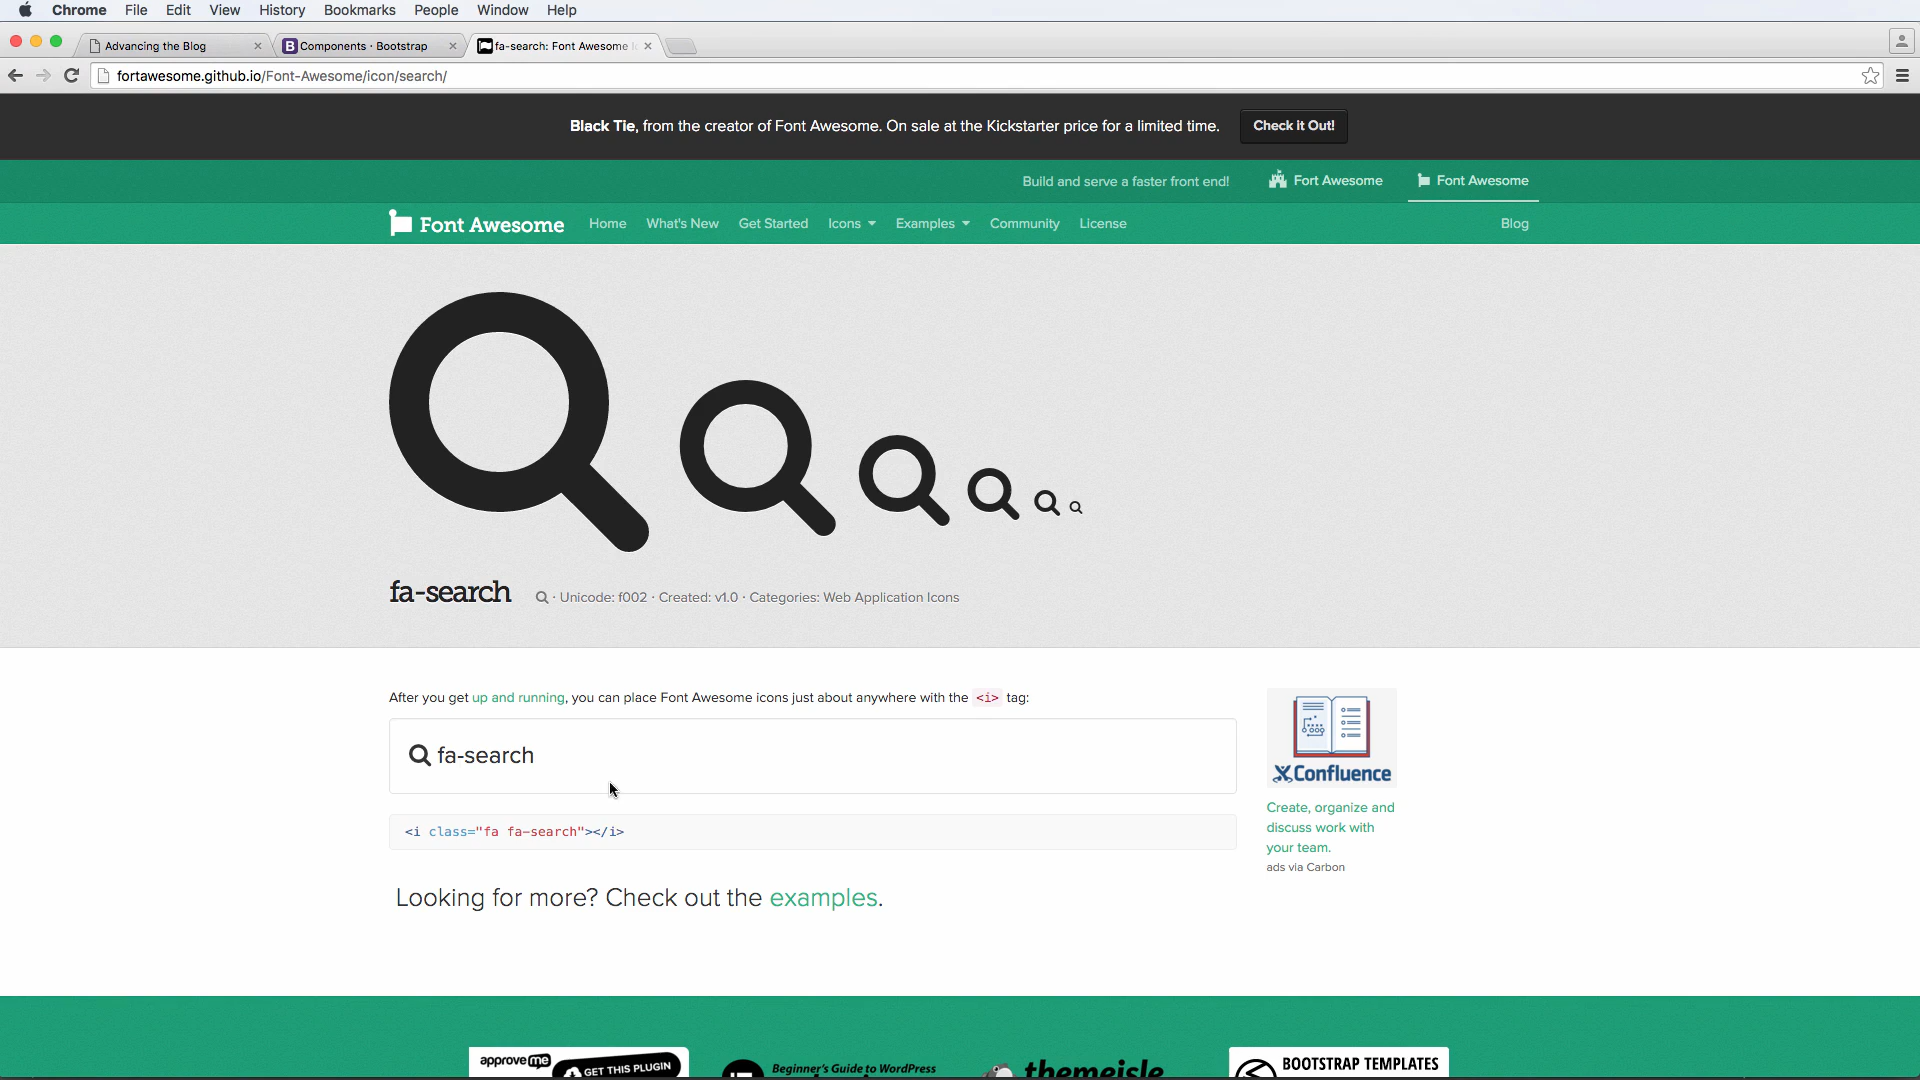 Chrome File Edit View History Bookmarks People Window Help
Advancing the Blog
Components · Bootstrap
fa-search: Font Awesome
fortawesome.github.io/Font-Awesome/icon/search/
Black Tie, from the creator of Font Awesome. On sale at the Kickstarter price for a limited time.
Check it Out!
Build and serve a faster front end!
Fort Awesome
Font Awesome
Font Awesome
Home What's New Get Started Icons Examples Community License
Blog
fa-search
· Unicode: f002 · Created: v1.0 · Categories: Web Application Icons
After you get up and running, you can place Font Awesome icons just about anywhere with the <i> tag:
fa-search
<i class="fa fa-search"></i>
Looking for more? Check out the examples.
Confluence
Create, organize and
discuss work with
your team.
ads via Carbon
approve me
GET THIS PLUGIN
Beginner's Guide to WordPress
themeisle
BOOTSTRAP TEMPLATES